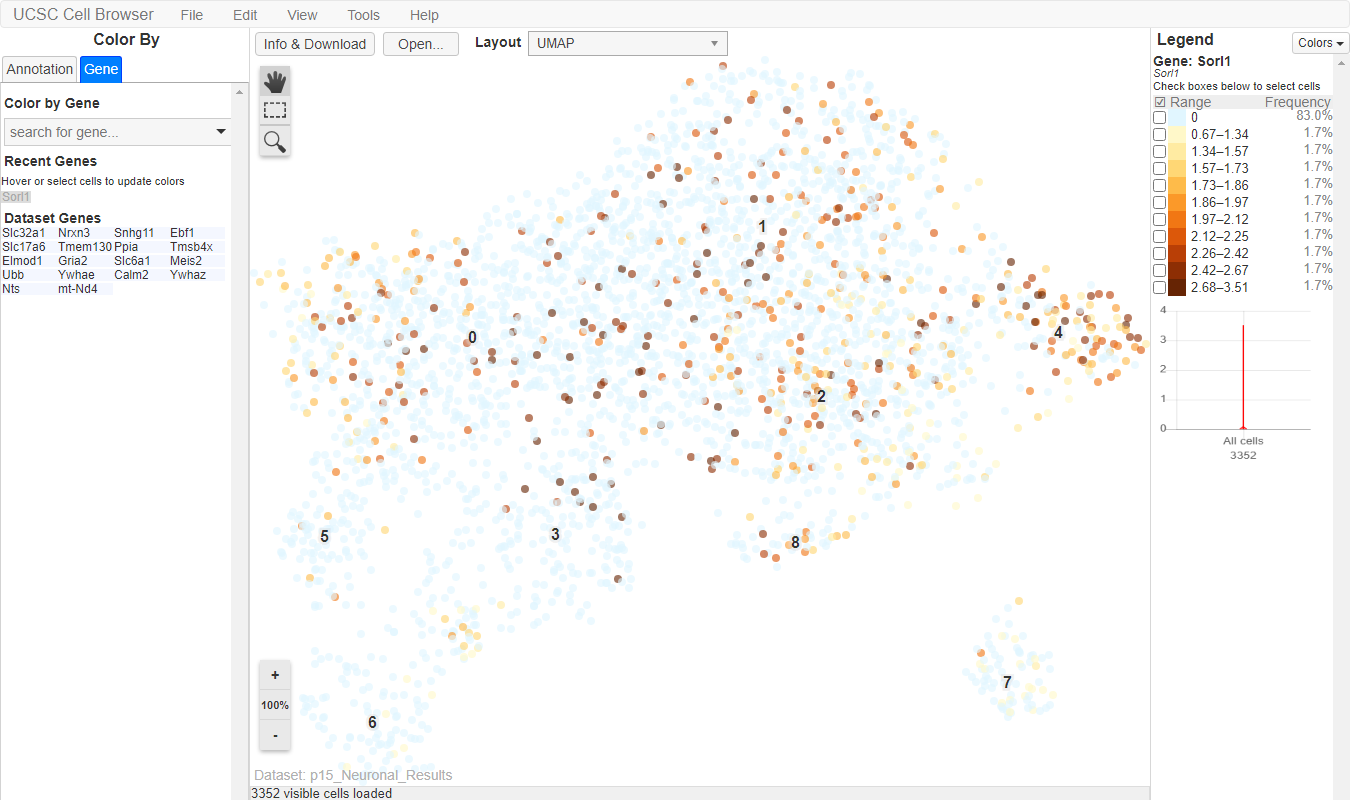 UCSC Cell Browser File Edit View Tools Help
Color By
Annotation Gene
Color by Gene
search for gene...
Recent Genes
Hover or select cells to update colors
Sorl1
Dataset Genes
Slc32a1 Nrxn3 Snhg11 Ebf1
Slc17a6 Tmem130 Ppia Tmsb4x
Elmod1 Gria2 Slc6a1 Meis2
Ubb Ywhae Calm2 Ywhaz
Nts mt-Nd4
Info & Download Open... Layout UMAP
1
0
4
2
5
3
8
7
6
+
100%
-
Dataset: p15_Neuronal_Results
3352 visible cells loaded
Legend Colors
Gene: Sorl1
Sorl1
Check boxes below to select cells
Range Frequency
0 83.0%
0.67–1.34 1.7%
1.34–1.57 1.7%
1.57–1.73 1.7%
1.73–1.86 1.7%
1.86–1.97 1.7%
1.97–2.12 1.7%
2.12–2.25 1.7%
2.26–2.42 1.7%
2.42–2.67 1.7%
2.68–3.51 1.7%
4
3
2
1
0
All cells
3352